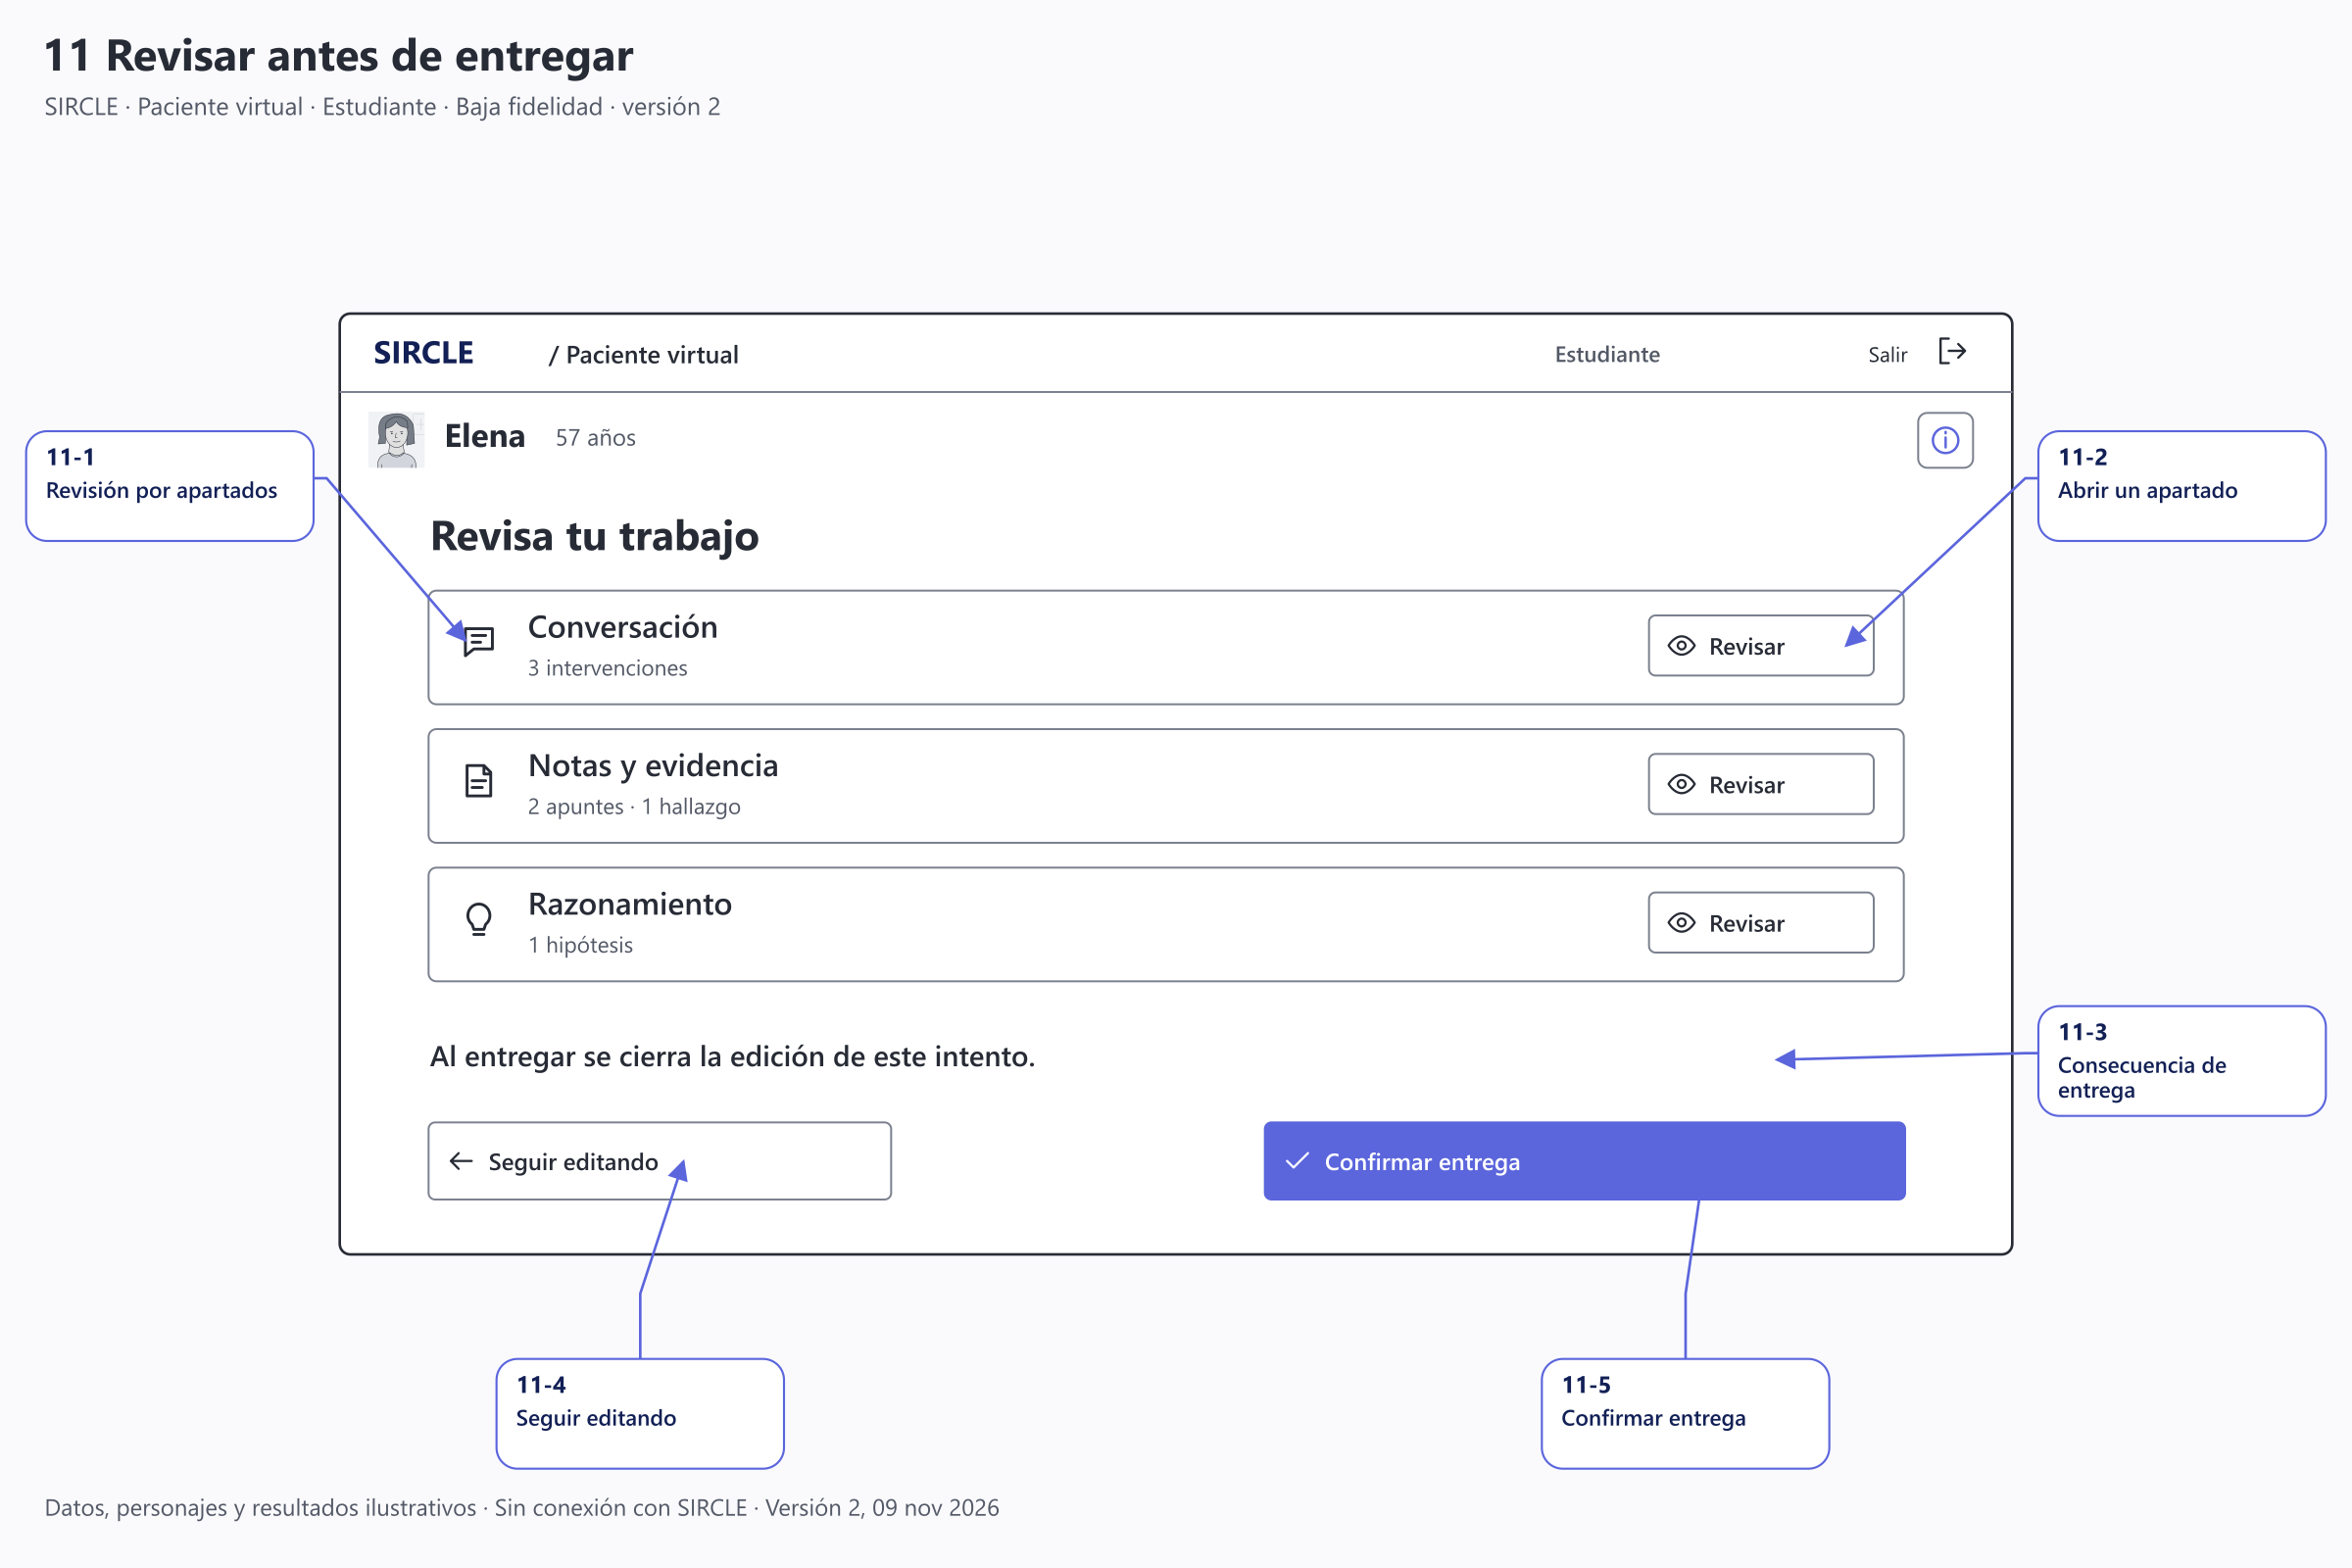 11 Revisar antes de entregar
SIRCLE · Paciente virtual · Estudiante · Baja fidelidad · versión 2
SIRCLE / Paciente virtual Estudiante Salir
Elena 57 años
11-1
Revisión por apartados
11-2
Abrir un apartado
Revisa tu trabajo
Conversación
3 intervenciones
Revisar
Notas y evidencia
2 apuntes · 1 hallazgo
Revisar
Razonamiento
1 hipótesis
Revisar
11-3
Consecuencia de
entrega
Al entregar se cierra la edición de este intento.
Seguir editando
Confirmar entrega
11-4
Seguir editando
11-5
Confirmar entrega
Datos, personajes y resultados ilustrativos · Sin conexión con SIRCLE · Versión 2, 09 nov 2026